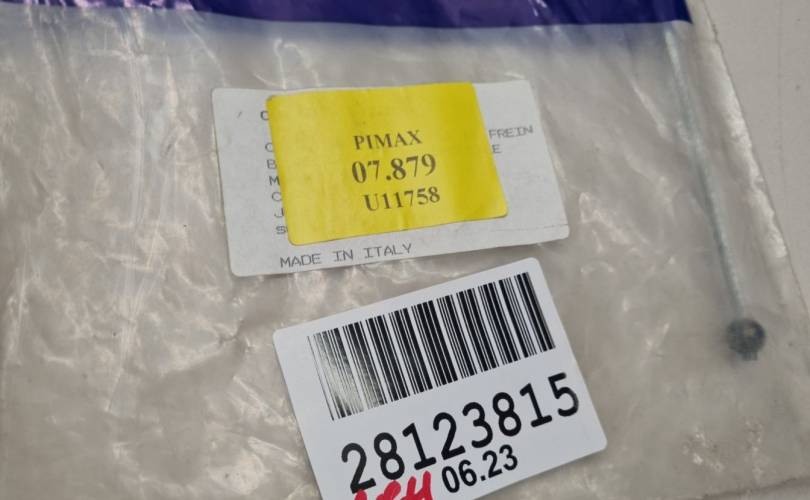 FREIN
PIMAX
07.879
U11758
MADE IN ITALY
28123815
06.23